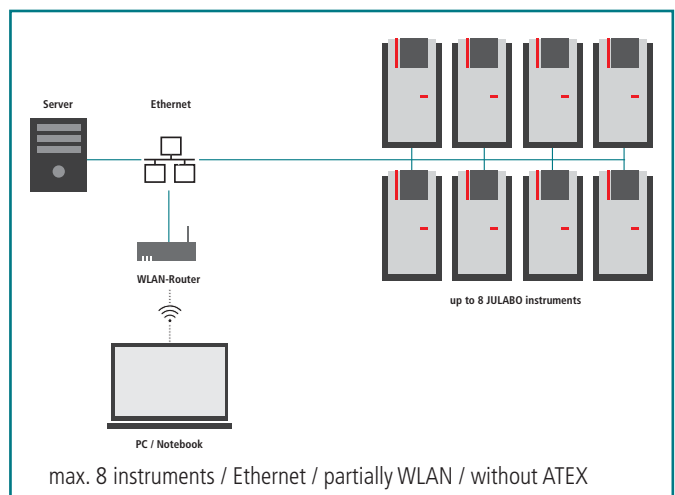 Server
Ethernet
WLAN-Router
up to 8 JULABO instruments
PC / Notebook
max. 8 instruments / Ethernet / partially WLAN / without ATEX